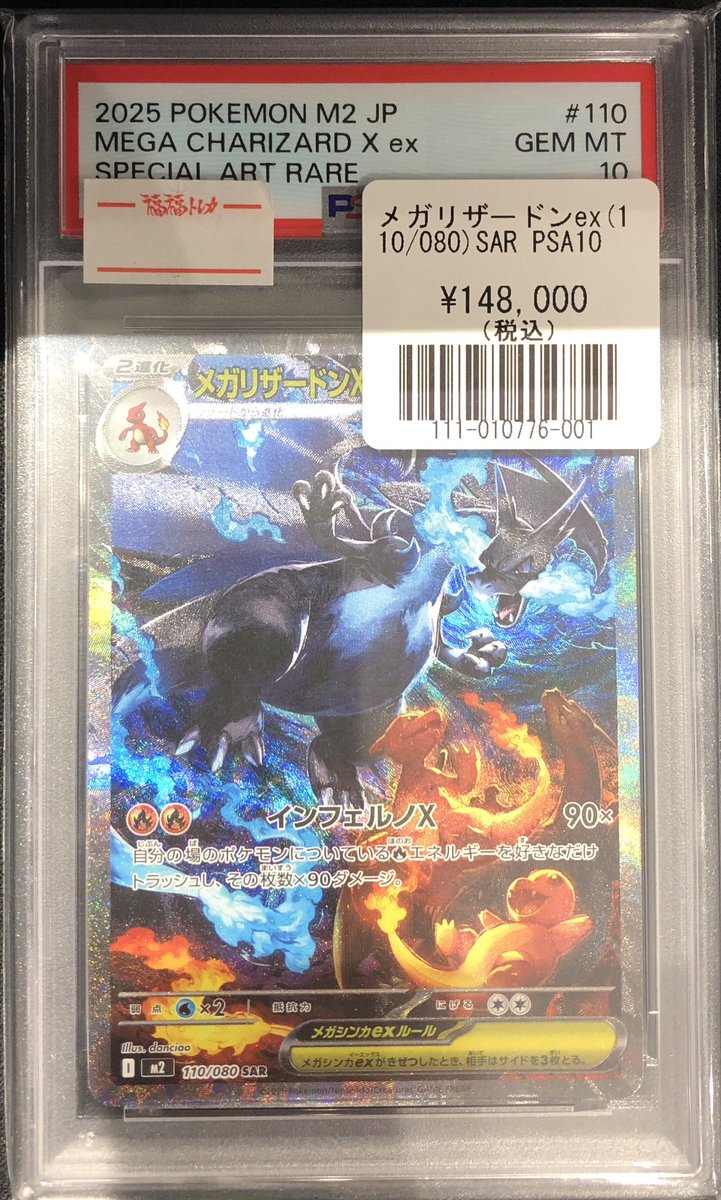 2025 POKEMON M2 JP #110
MEGA CHARIZARD X ex GEM MT
SPECIAL ART RARE 10
福福トレカ
メガリザードンex(1
10/080)SAR PSA10
¥148,000
(税込)
111-010776-001
2進化
メガリザードンX
インフェルノX 90×
自分の場のポケモンについているエネルギーを好きなだけ
トラッシュし、その枚数×90ダメージ。
弱点 ×2 抵抗力 にげる
メガシンカexルール
メガシンカexがきぜつしたとき、相手はサイドを3枚とる。
Illus. danciao
I M2 110/080 SAR